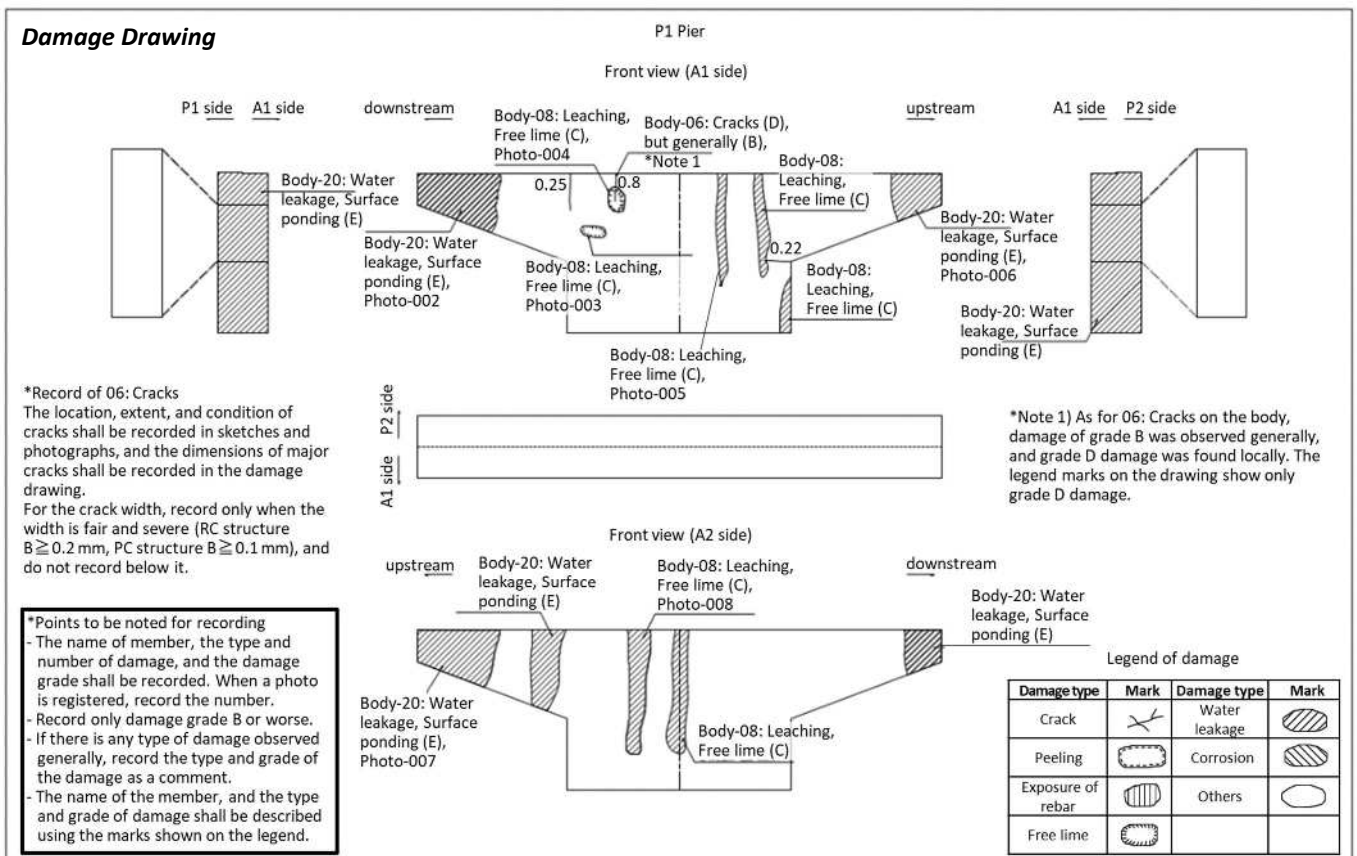 Damage Drawing
P1 Pier
Front view (A1 side)
P1 side
A1 side
downstream
upstream
A1 side
P2 side
Body-08: Leaching,
Free lime (C),
Photo-004
Body-06: Cracks (D),
but generally (B),
*Note 1
Body-08:
Leaching,
Free lime (C)
Body-20: Water
leakage, Surface
ponding (E)
0.25
0.8
0.22
Body-20: Water
leakage, Surface
ponding (E),
Photo-002
Body-08: Leaching,
Free lime (C),
Photo-003
Body-08:
Leaching,
Free lime (C)
Body-20: Water
leakage, Surface
ponding (E),
Photo-006
Body-20: Water
leakage, Surface
ponding (E)
Body-08: Leaching,
Free lime (C),
Photo-005
*Record of 06: Cracks
The location, extent, and condition of
cracks shall be recorded in sketches and
photographs, and the dimensions of major
cracks shall be recorded in the damage
drawing.
For the crack width, record only when the
width is fair and severe (RC structure
B≧0.2 mm, PC structure B≧0.1 mm), and
do not record below it.
P2 side
A1 side
*Note 1) As for 06: Cracks on the body,
damage of grade B was observed generally,
and grade D damage was found locally. The
legend marks on the drawing show only
grade D damage.
Front view (A2 side)
upstream
downstream
Body-20: Water
leakage, Surface
ponding (E)
Body-08: Leaching,
Free lime (C),
Photo-008
Body-20: Water
leakage, Surface
ponding (E)
Body-20: Water
leakage, Surface
ponding (E),
Photo-007
Body-08: Leaching,
Free lime (C)
*Points to be noted for recording
- The name of member, the type and
number of damage, and the damage
grade shall be recorded. When a photo
is registered, record the number.
- Record only damage grade B or worse.
- If there is any type of damage observed
generally, record the type and grade of
the damage as a comment.
- The name of the member, and the type
and grade of damage shall be described
using the marks shown on the legend.
Legend of damage
Damage type Mark Damage type Mark
Crack Water leakage
Peeling Corrosion
Exposure of rebar Others
Free lime